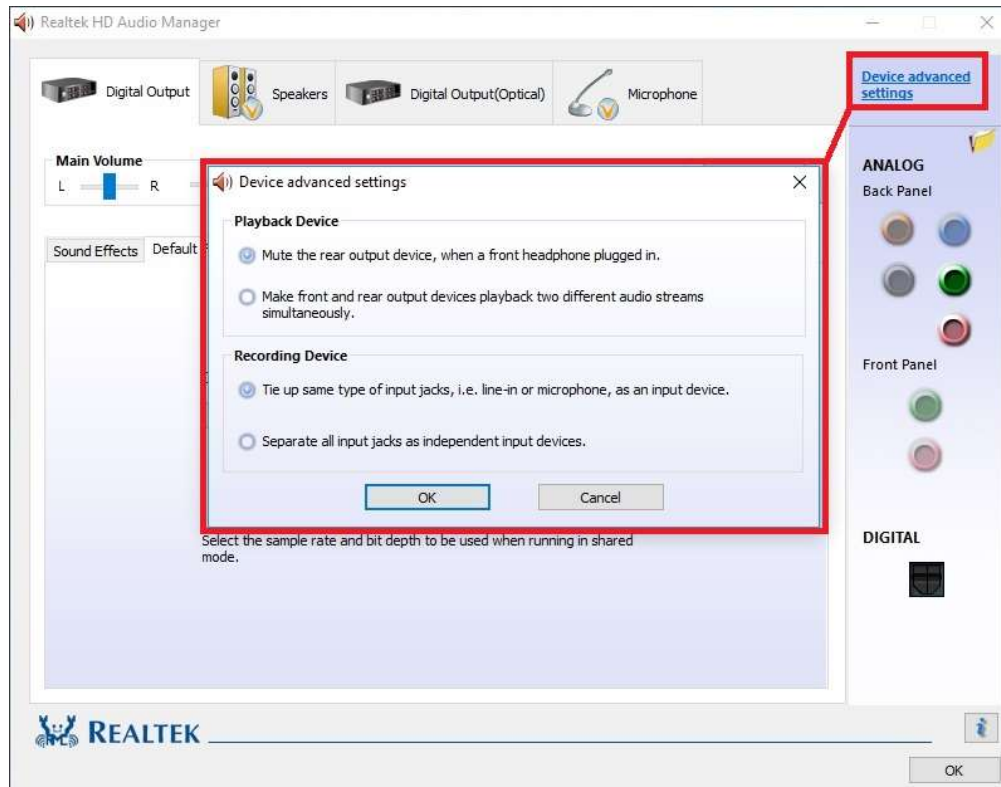 Realtek HD Audio Manager
Digital Output
Speakers
Digital Output(Optical)
Microphone
Device advanced
settings
Main Volume
L
R
Sound Effects
Default
Device advanced settings
Playback Device
Mute the rear output device, when a front headphone plugged in.
Make front and rear output devices playback two different audio streams
simultaneously.
Recording Device
Tie up same type of input jacks, i.e. line-in or microphone, as an input device.
Separate all input jacks as independent input devices.
OK
Cancel
Select the sample rate and bit depth to be used when running in shared
mode.
ANALOG
Back Panel
Front Panel
DIGITAL
REALTEK
i
OK